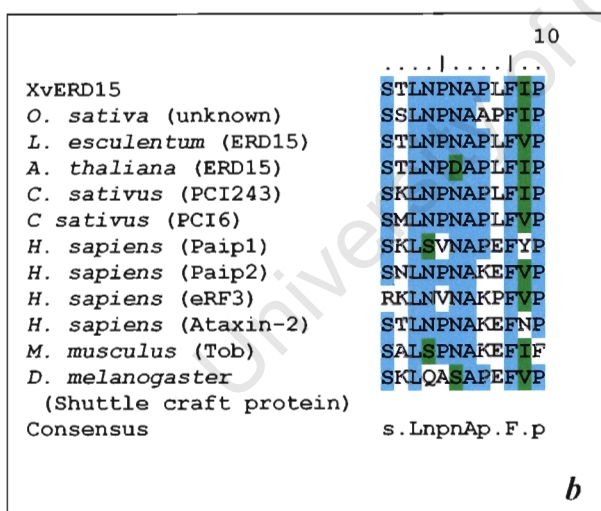 10
....|....|..
XvERD15 STLNPNAPLFIP
O. sativa (unknown) SSLNPNAAPFIP
L. esculentum (ERD15) STLNPNAPLFVP
A. thaliana (ERD15) STLNPDAPLFIP
C. sativus (PCI243) SKLNPNAPLFIP
C sativus (PCI6) SMLNPNAPLFVP
H. sapiens (Paip1) SKLSVNAPEFYP
H. sapiens (Paip2) SNLNPNAKEFVP
H. sapiens (eRF3) RKLNVNAKPFVP
H. sapiens (Ataxin-2) STLNPNAKEFNP
M. musculus (Tob) SALSPNAKEFIF
D. melanogaster SKLQASAPEFVP
(Shuttle craft protein)
Consensus s.LnpnAp.F.p
b
University of C